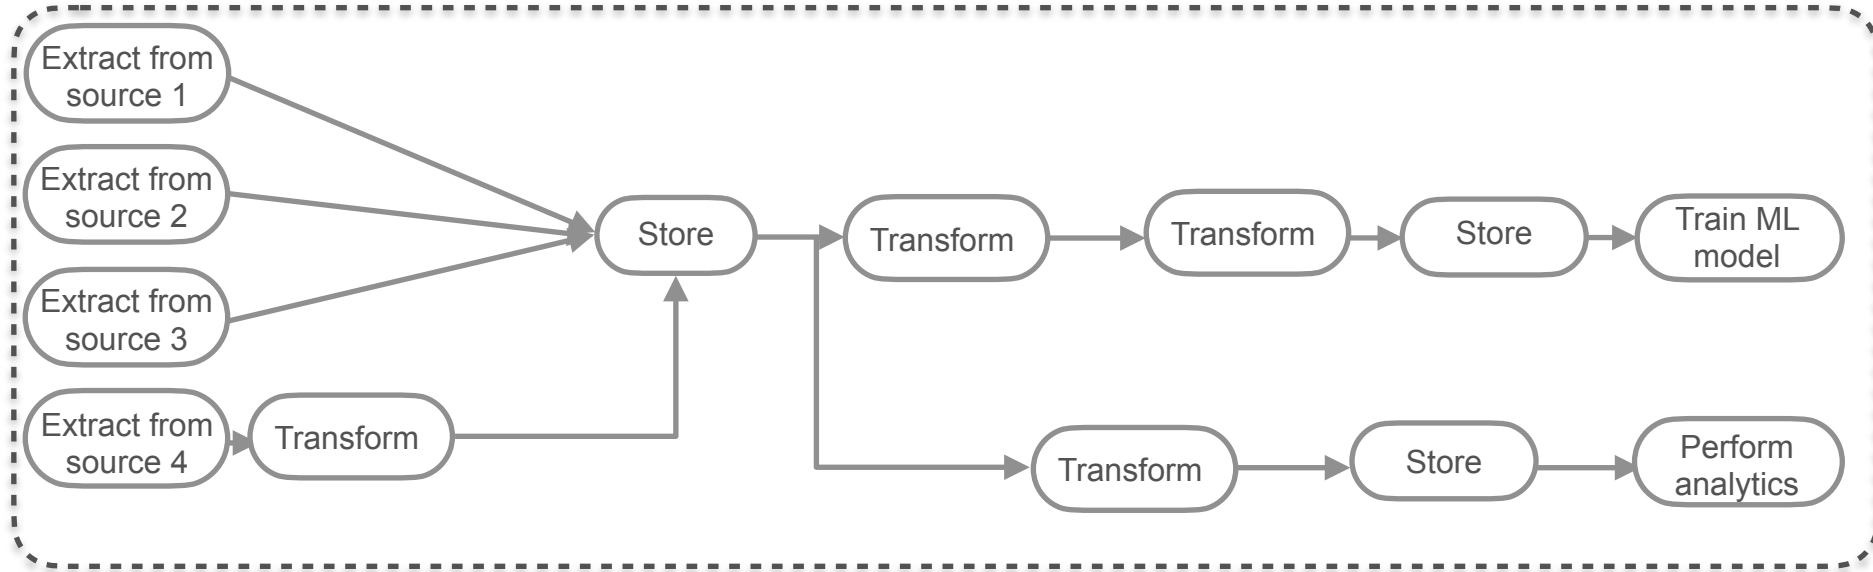 Extract from
source 1
Extract from
source 2
Extract from
source 3
Extract from
source 4
Transform
Store
Transform
Transform
Store
Train ML
model
Transform
Store
Perform
analytics